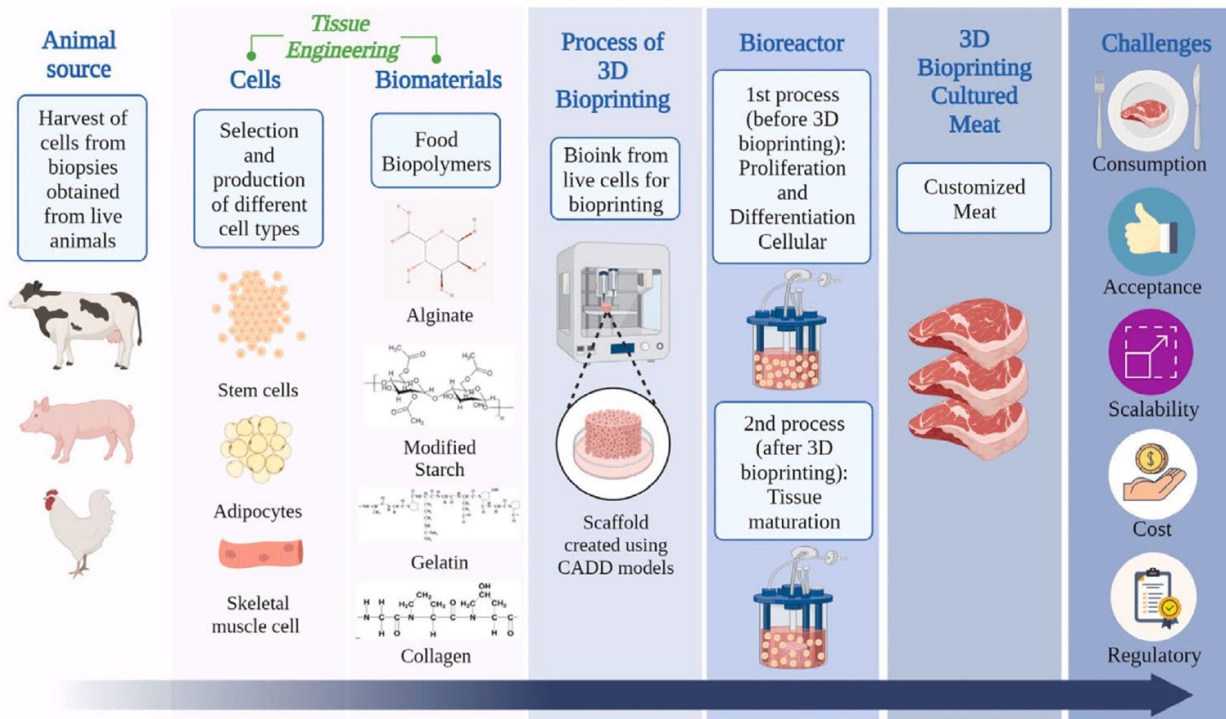 Animal
source
Harvest of
cells from
biopsies
obtained
from live
animals
Tissue
Engineering
Cells
Selection
and
production
of different
cell types
Stem cells
Adipocytes
Skeletal
muscle cell
Biomaterials
Food
Biopolymers
Alginate
Modified
Starch
Gelatin
Collagen
Process of
3D
Bioprinting
Bioink from
live cells for
bioprinting
Scaffold
created using
CADD models
Bioreactor
1st process
(before 3D
bioprinting):
Proliferation
and
Differentiation
Cellular
2nd process
(after 3D
bioprinting):
Tissue
maturation
3D
Bioprinting
Cultured
Meat
Customized
Meat
Challenges
Consumption
Acceptance
Scalability
$
Cost
Regulatory